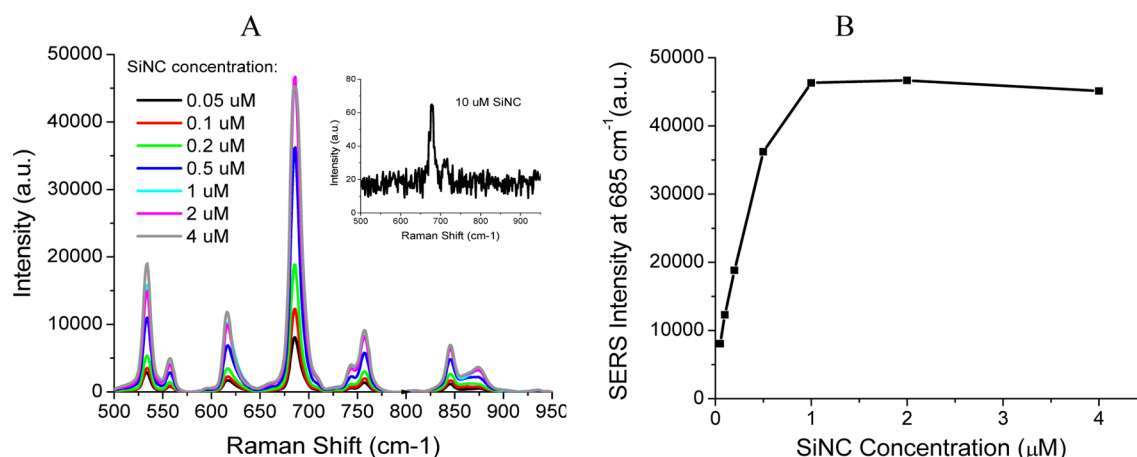 A
50000
40000
30000
20000
10000
0
Intensity (a.u.)
SiNC concentration:
0.05 uM
0.1 uM
0.2 uM
0.5 uM
1 uM
2 uM
4 uM
80
60
40
20
0
Intensity (a.u.)
10 uM SiNC
500 600 700 800 900
Raman Shift (cm-1)
500 550 600 650 700 750 800 850 900 950
Raman Shift (cm-1)
B
50000
40000
30000
20000
10000
0
SERS Intensity at 685 cm⁻¹(a.u.)
0 1 2 3 4
SiNC Concentration (μM)